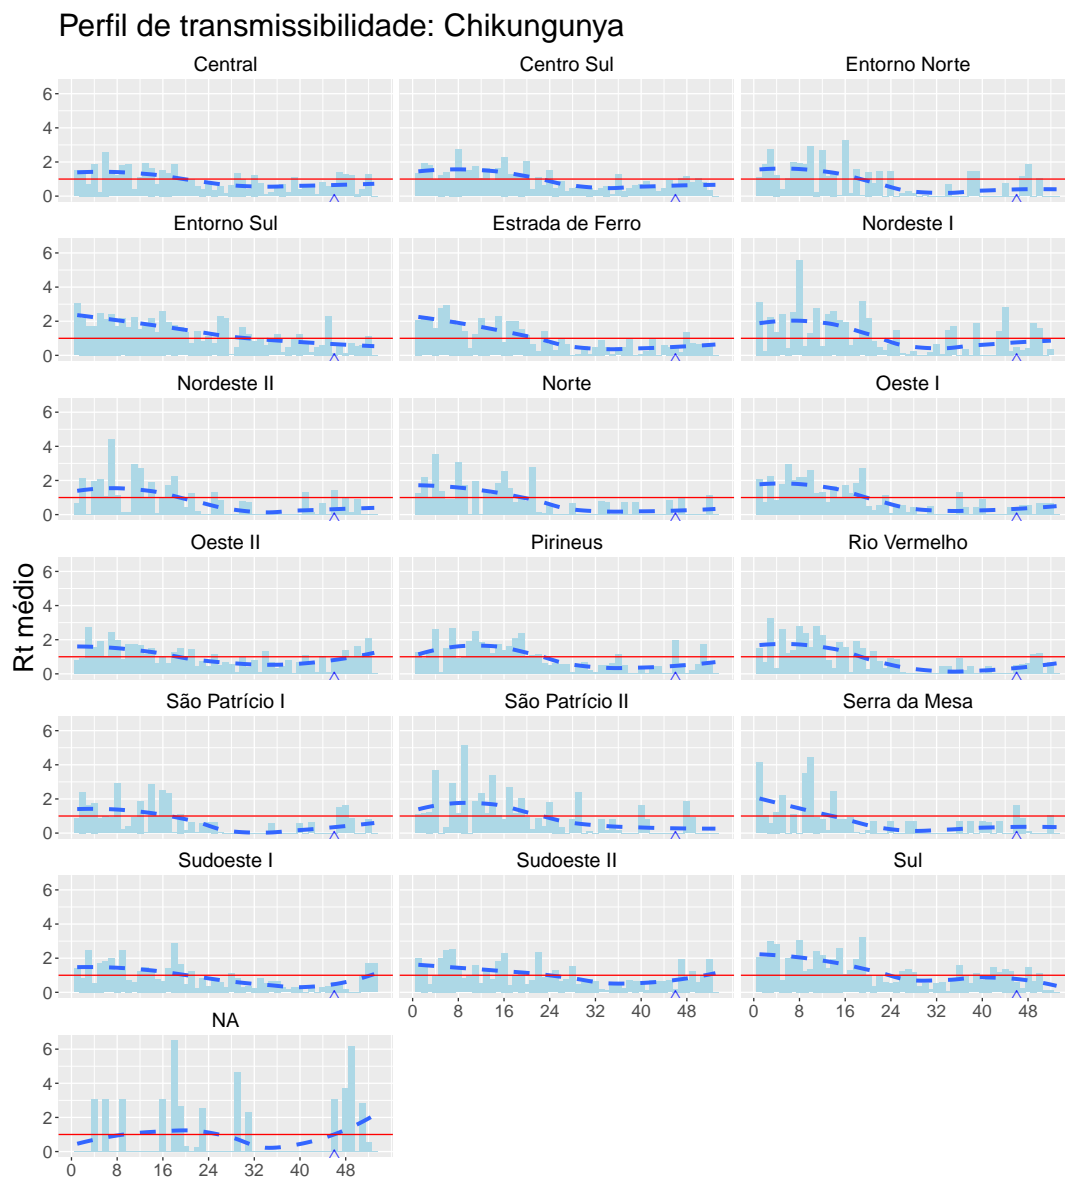 Perfil de transmissibilidade: Chikungunya
Central Centro Sul Entorno Norte
6
4
2
0
Entorno Sul Estrada de Ferro Nordeste I
6
4
2
0
Nordeste II Norte Oeste I
6
4
2
0
Oeste II Pirineus Rio Vermelho
6
4
2
0
Rt médio
São Patrício I São Patrício II Serra da Mesa
6
4
2
0
Sudoeste I Sudoeste II Sul
6
4
2
0
0 8 16 24 32 40 48 0 8 16 24 32 40 48
NA
6
4
2
0
0 8 16 24 32 40 48